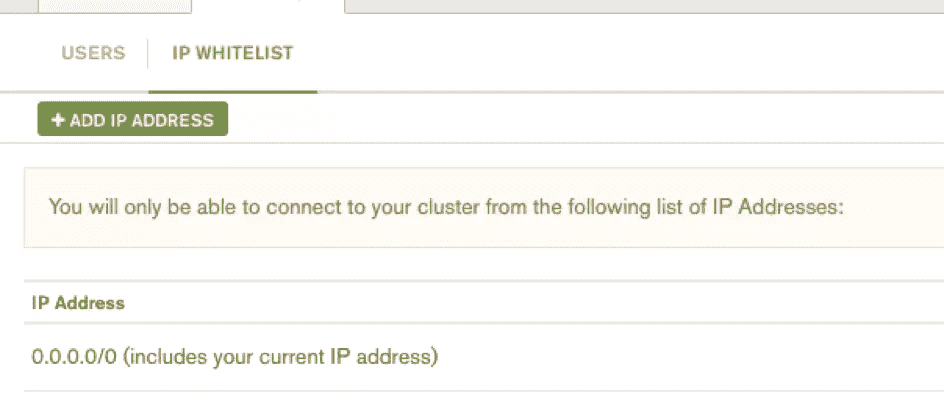 USERS
IP WHITELIST
+ ADD IP ADDRESS
You will only be able to connect to your cluster from the following list of IP Addresses:
IP Address
0.0.0.0/0 (includes your current IP address)